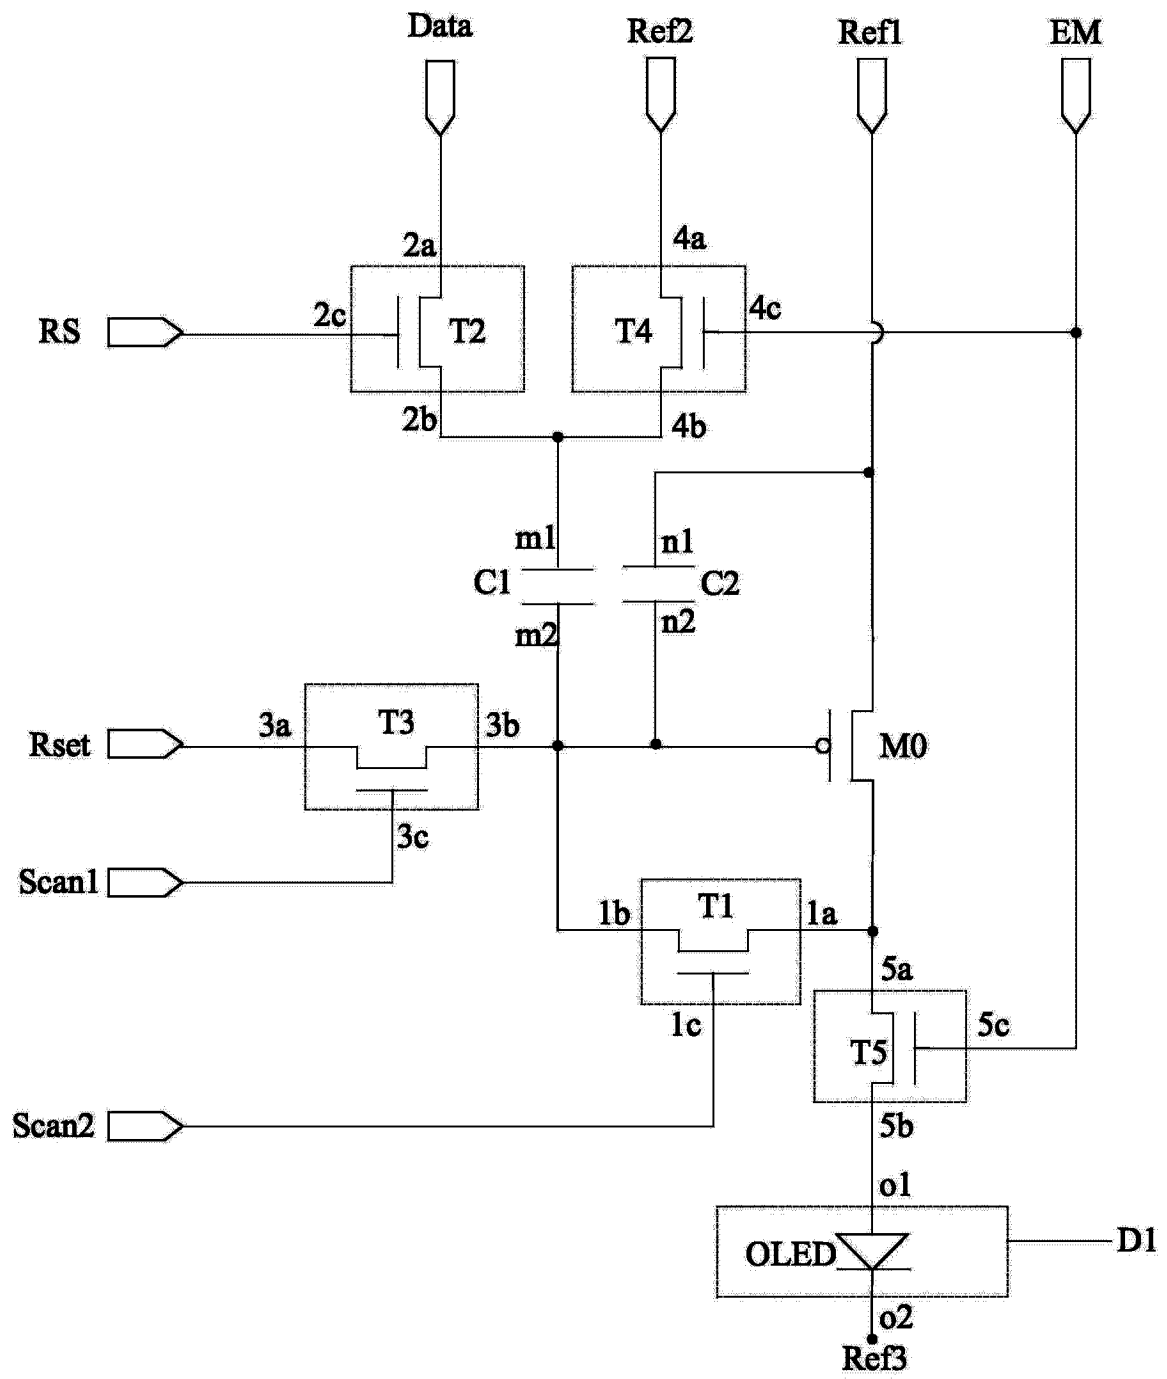 Data Ref2 Ref1 EM
2a 4a
RS 2c T2 T4 4c
2b 4b
m1 n1
C1 C2
m2 n2
Rset 3a T3 3b M0
3c
Scan1
1b T1 1a
5a
1c T5 5c
Scan2 5b
o1
OLED D1
o2
Ref3